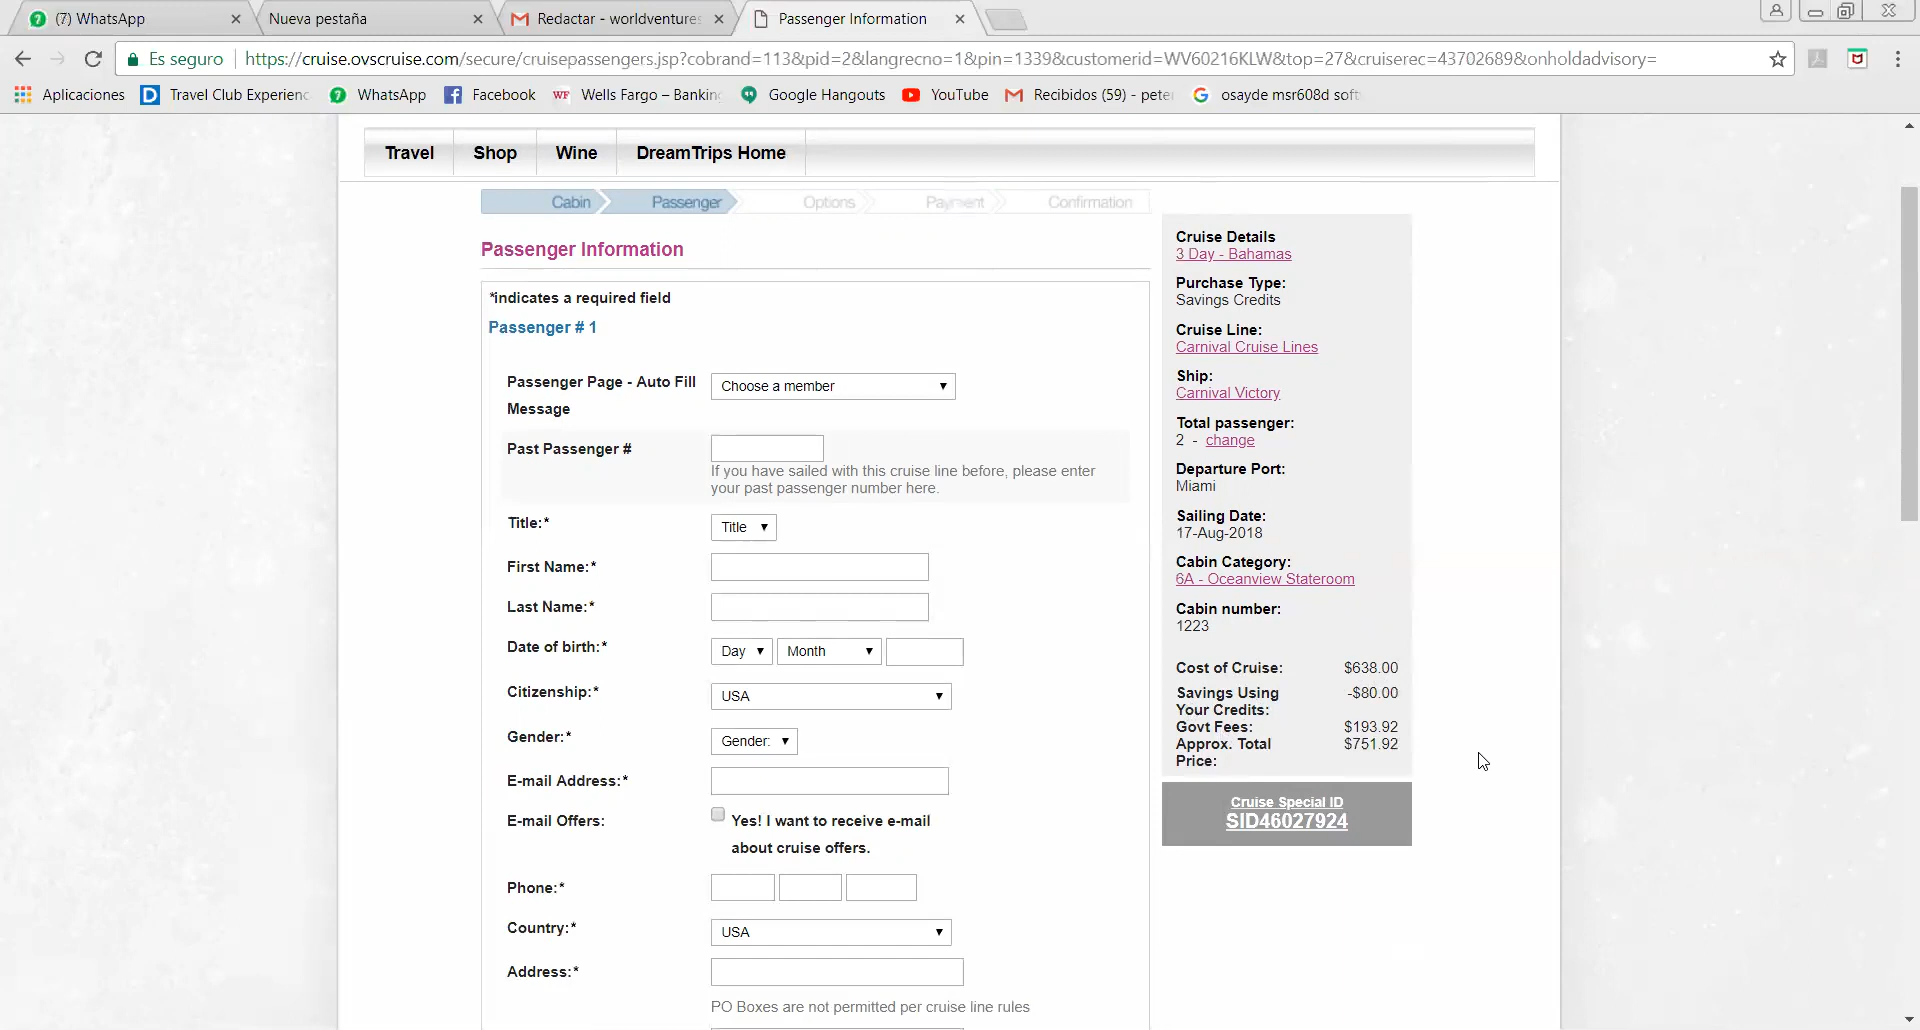 (7) WhatsApp
Nueva pestaña
Redactar - worldventures
Passenger Information
Es seguro
https://cruise.ovscruise.com/secure/cruisepassengers.jsp?cobrand=113&pid=2&langrecno=1&pin=1339&customerid=WV60216KLW&top=27&cruiserec=43702689&onholdadvisory=
Aplicaciones
Travel Club Experienc
WhatsApp
Facebook
WF Wells Fargo – Bankin
Google Hangouts
YouTube
Recibidos (59) - pete
osayde msr608d soft
Travel
Shop
Wine
DreamTrips Home
Cabin
Passenger
Options
Payment
Confirmation
Passenger Information
*indicates a required field
Passenger # 1
Passenger Page - Auto Fill
Message
Choose a member
Past Passenger #
If you have sailed with this cruise line before, please enter
your past passenger number here.
Title:*
Title
First Name:*
Last Name:*
Date of birth:*
Day
Month
Citizenship:*
USA
Gender:*
Gender:
E-mail Address:*
E-mail Offers:
Yes! I want to receive e-mail
about cruise offers.
Phone:*
Country:*
USA
Address:*
PO Boxes are not permitted per cruise line rules
Cruise Details
3 Day - Bahamas
Purchase Type:
Savings Credits
Cruise Line:
Carnival Cruise Lines
Ship:
Carnival Victory
Total passenger:
2 - change
Departure Port:
Miami
Sailing Date:
17-Aug-2018
Cabin Category:
6A - Oceanview Stateroom
Cabin number:
1223
Cost of Cruise: $638.00
Savings Using -$80.00
Your Credits:
Govt Fees: $193.92
Approx. Total $751.92
Price:
Cruise Special ID
SID46027924